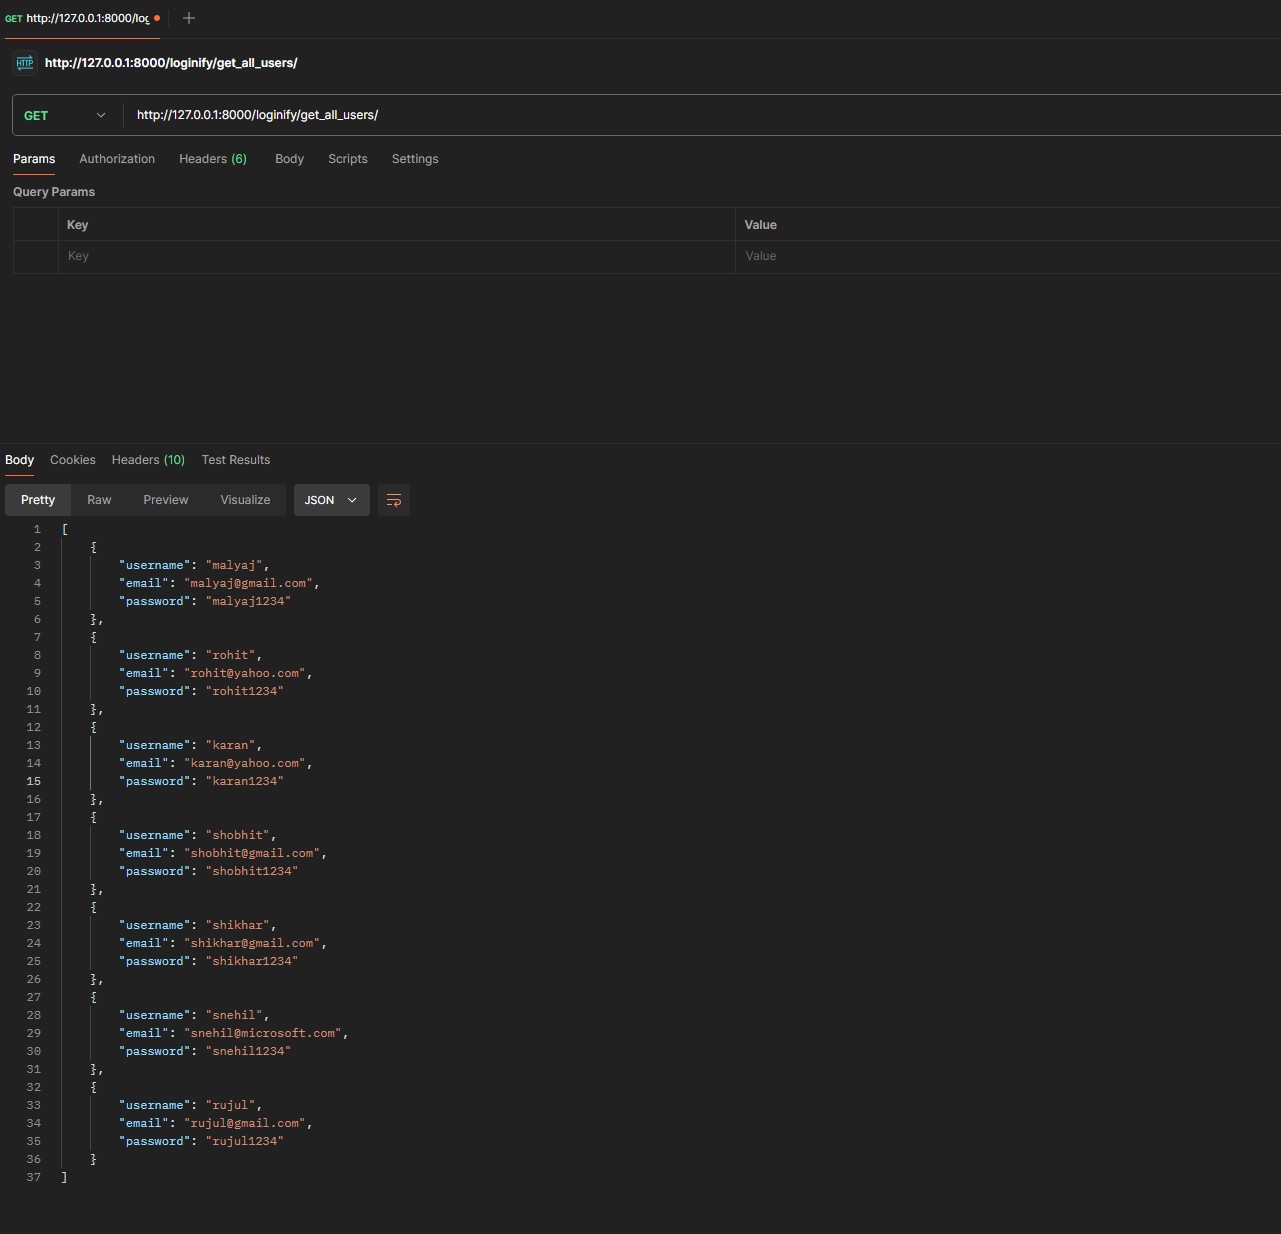 GET http://127.0.0.1:8000/log
HTTP http://127.0.0.1:8000/loginify/get_all_users/
GET http://127.0.0.1:8000/loginify/get_all_users/
Params Authorization Headers (6) Body Scripts Settings
Query Params
Key Value
Key Value
Body Cookies Headers (10) Test Results
Pretty Raw Preview Visualize JSON
1 [
2 {
3 "username": "malyaj",
4 "email": "malyaj@gmail.com",
5 "password": "malyaj1234"
6 },
7 {
8 "username": "rohit",
9 "email": "rohit@yahoo.com",
10 "password": "rohit1234"
11 },
12 {
13 "username": "karan",
14 "email": "karan@yahoo.com",
15 "password": "karan1234"
16 },
17 {
18 "username": "shobhit",
19 "email": "shobhit@gmail.com",
20 "password": "shobhit1234"
21 },
22 {
23 "username": "shikhar",
24 "email": "shikhar@gmail.com",
25 "password": "shikhar1234"
26 },
27 {
28 "username": "snehil",
29 "email": "snehil@microsoft.com",
30 "password": "snehil1234"
31 },
32 {
33 "username": "rujul",
34 "email": "rujul@gmail.com",
35 "password": "rujul1234"
36 }
37 ]